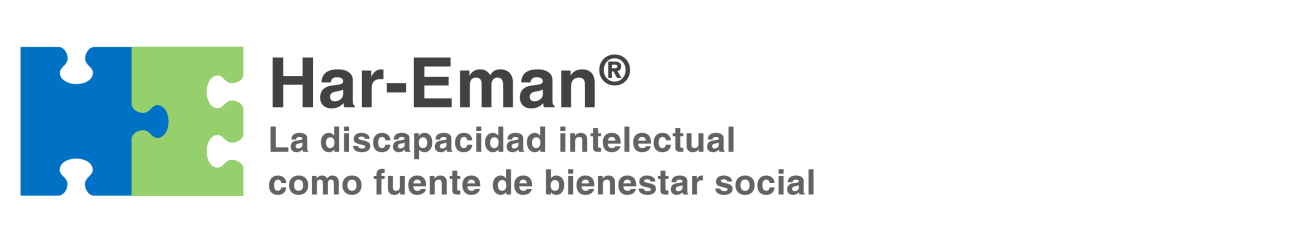 Har-Eman®
La discapacidad intelectual
como fuente de bienestar social